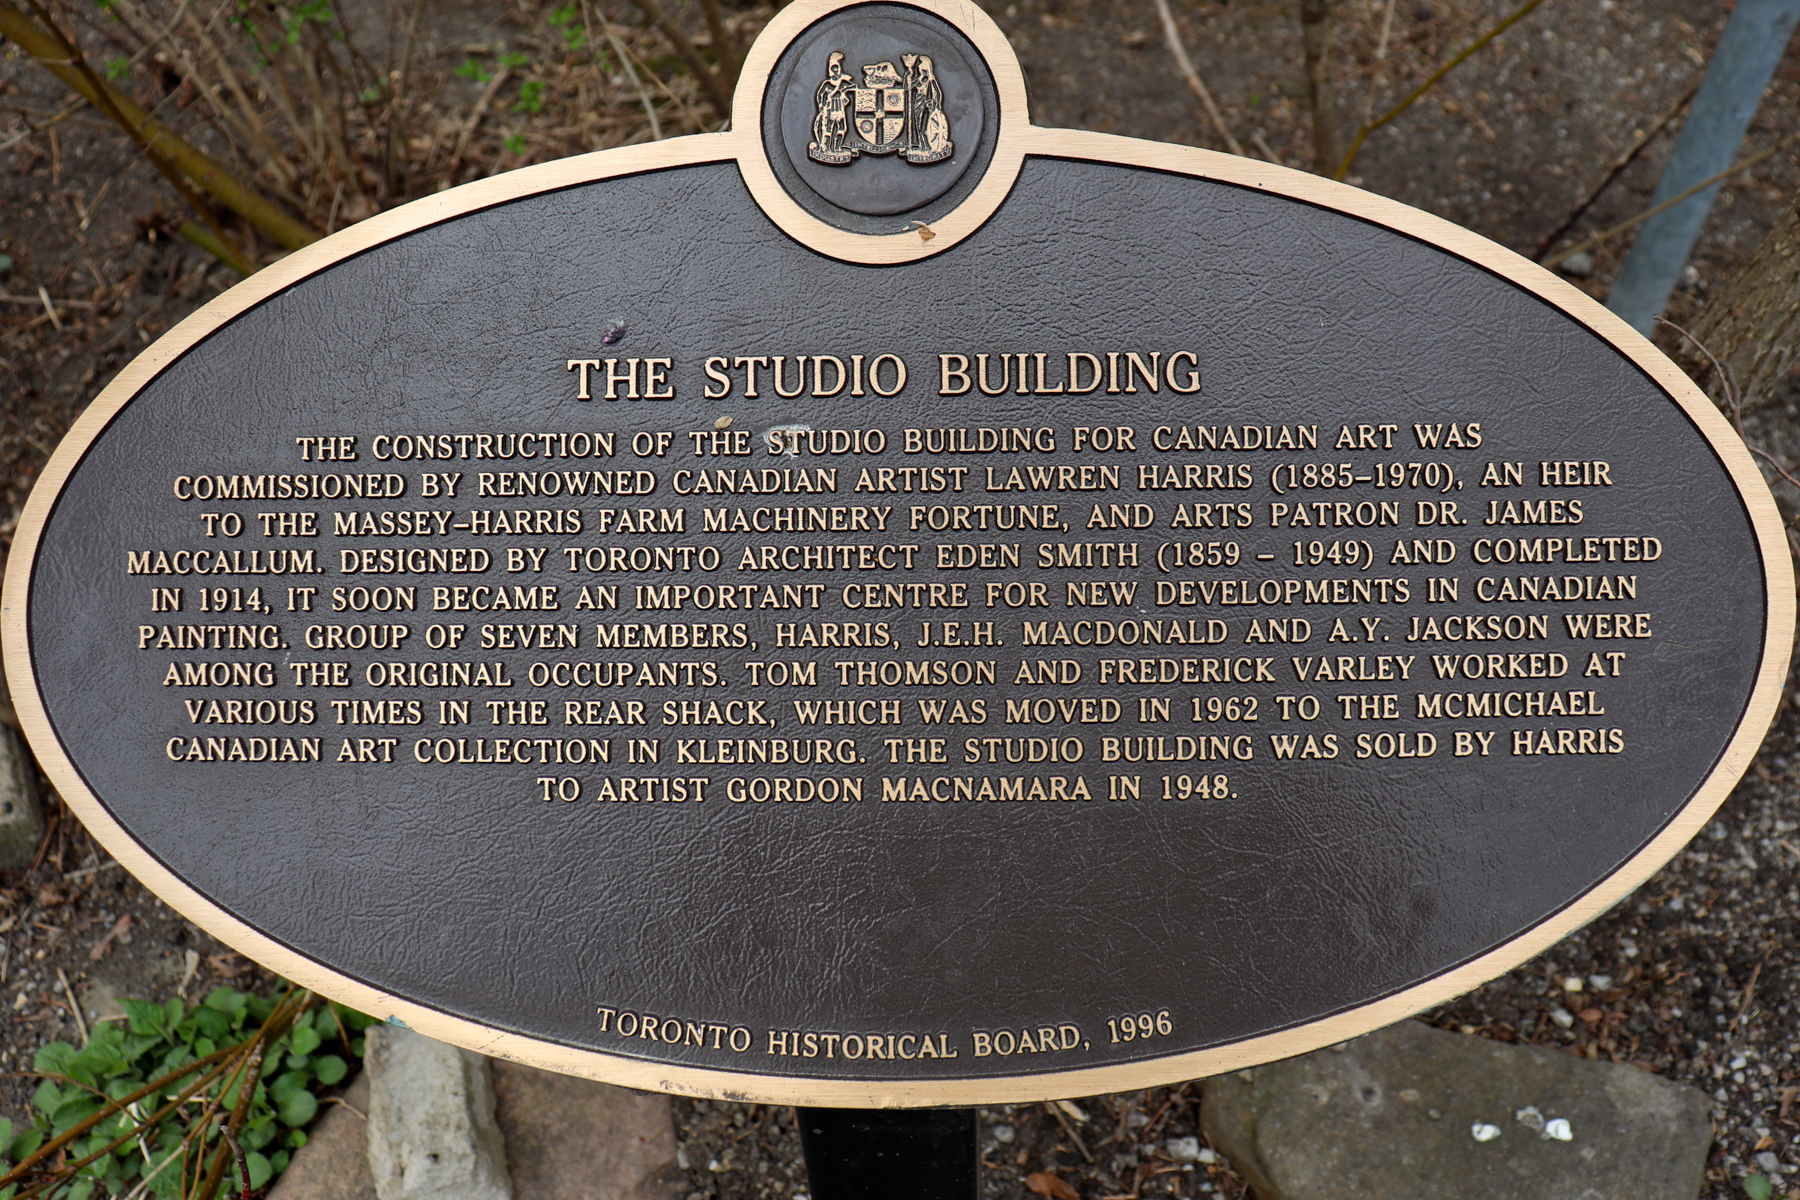 INDUSTRY INTELLIGENCE INTEGRITY
THE STUDIO BUILDING
THE CONSTRUCTION OF THE STUDIO BUILDING FOR CANADIAN ART WAS
COMMISSIONED BY RENOWNED CANADIAN ARTIST LAWREN HARRIS (1885–1970), AN HEIR
TO THE MASSEY–HARRIS FARM MACHINERY FORTUNE, AND ARTS PATRON DR. JAMES
MACCALLUM. DESIGNED BY TORONTO ARCHITECT EDEN SMITH (1859 – 1949) AND COMPLETED
IN 1914, IT SOON BECAME AN IMPORTANT CENTRE FOR NEW DEVELOPMENTS IN CANADIAN
PAINTING. GROUP OF SEVEN MEMBERS, HARRIS, J.E.H. MACDONALD AND A.Y. JACKSON WERE
AMONG THE ORIGINAL OCCUPANTS. TOM THOMSON AND FREDERICK VARLEY WORKED AT
VARIOUS TIMES IN THE REAR SHACK, WHICH WAS MOVED IN 1962 TO THE MCMICHAEL
CANADIAN ART COLLECTION IN KLEINBURG. THE STUDIO BUILDING WAS SOLD BY HARRIS
TO ARTIST GORDON MACNAMARA IN 1948.
TORONTO HISTORICAL BOARD, 1996